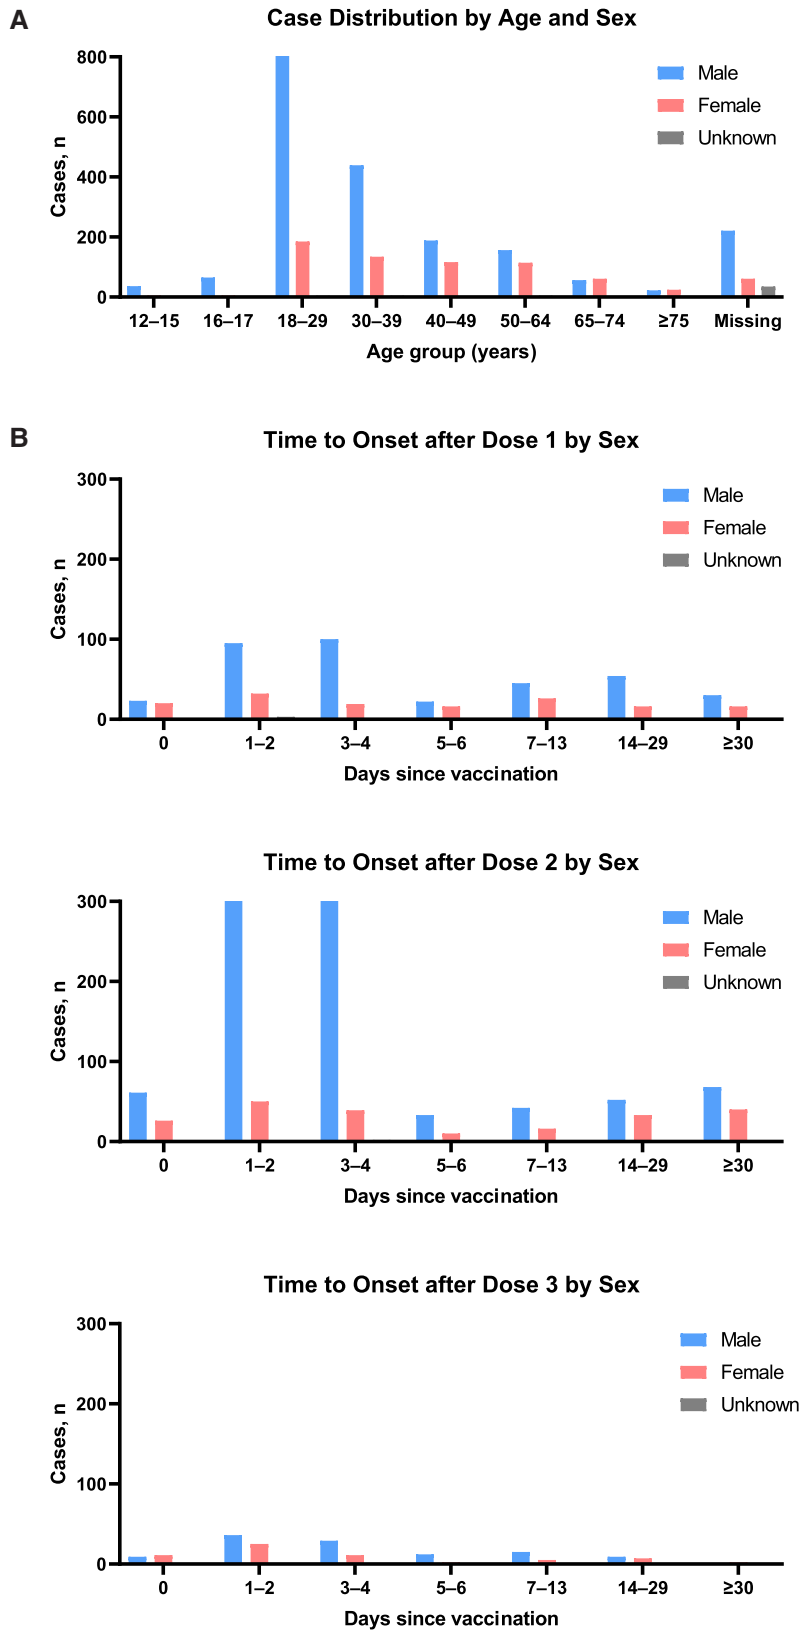 A
Case Distribution by Age and Sex
800
600
400
200
0
Cases, n
Male
Female
Unknown
12–15 16–17 18–29 30–39 40–49 50–64 65–74 ≥75 Missing
Age group (years)
B
Time to Onset after Dose 1 by Sex
300
200
100
0
Cases, n
Male
Female
Unknown
0 1–2 3–4 5–6 7–13 14–29 ≥30
Days since vaccination
Time to Onset after Dose 2 by Sex
300
200
100
0
Cases, n
Male
Female
Unknown
0 1–2 3–4 5–6 7–13 14–29 ≥30
Days since vaccination
Time to Onset after Dose 3 by Sex
300
200
100
0
Cases, n
Male
Female
Unknown
0 1–2 3–4 5–6 7–13 14–29 ≥30
Days since vaccination